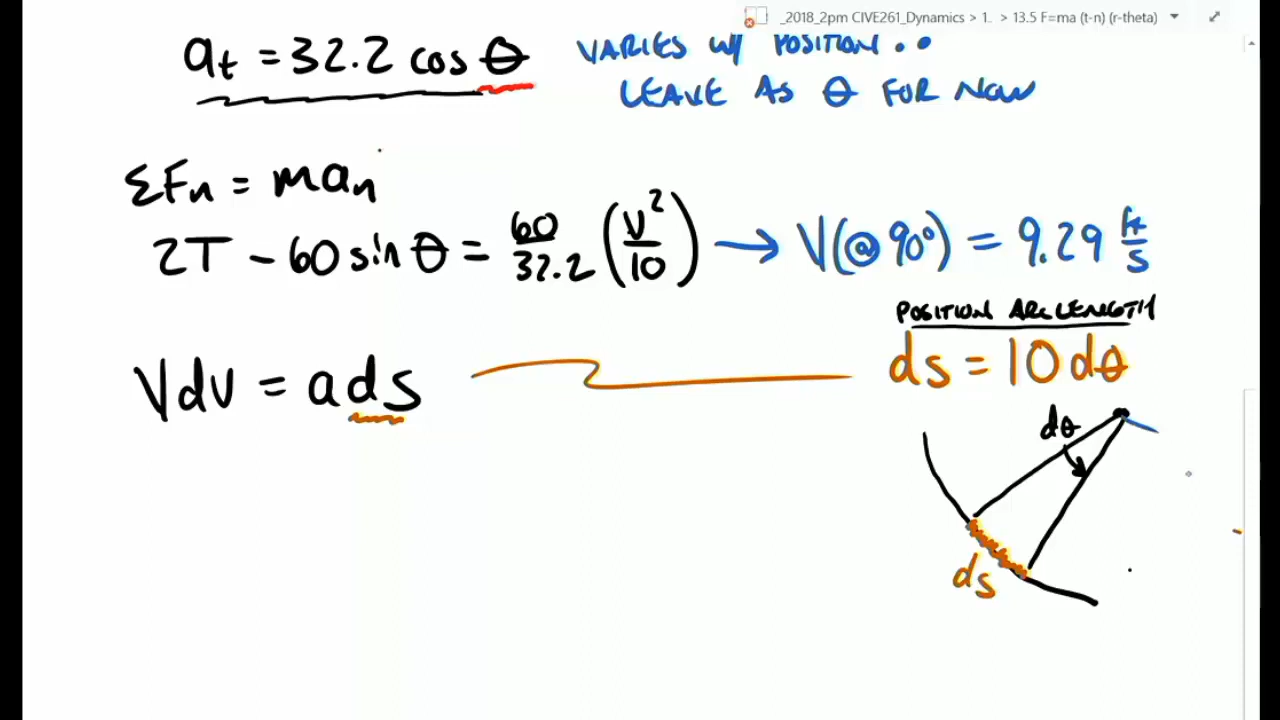 _2018_2pm CIVE261_Dynamics > 1. > 13.5 F=ma (t-n) (r-theta)
at = 32.2 cos θ
VARIES W/ POSITION..
LEAVE AS θ FOR NOW
ΣFn = man
2T - 60 sin θ = 60/32.2 (V²/10) → V(@ 90°) = 9.29 ft/s
POSITION ARC LENGTH
Vdv = ads
ds = 10 dθ
dθ
ds